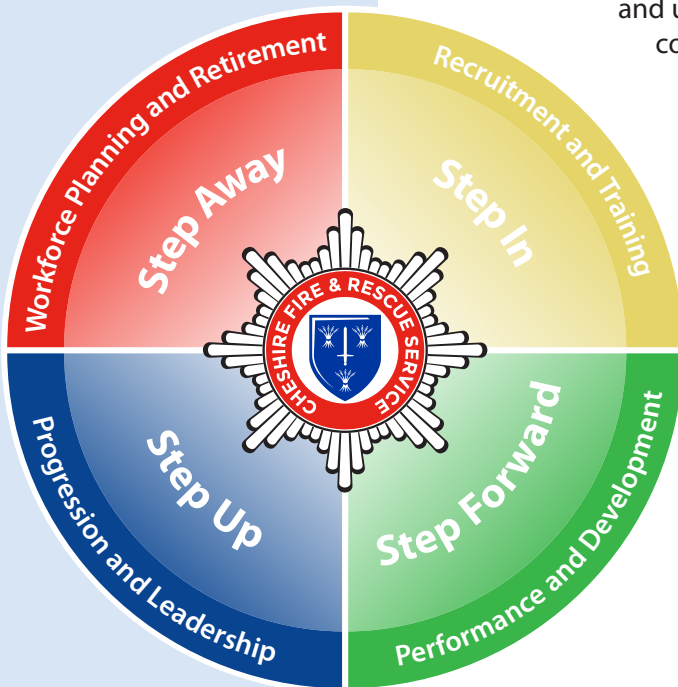 and u
co
Workforce Planning and Retirement
Step Away
Recruitment and Training
Step In
CHESHIRE FIRE & RESCUE SERVICE
Step Forward
Performance and Development
Step Up
Progression and Leadership